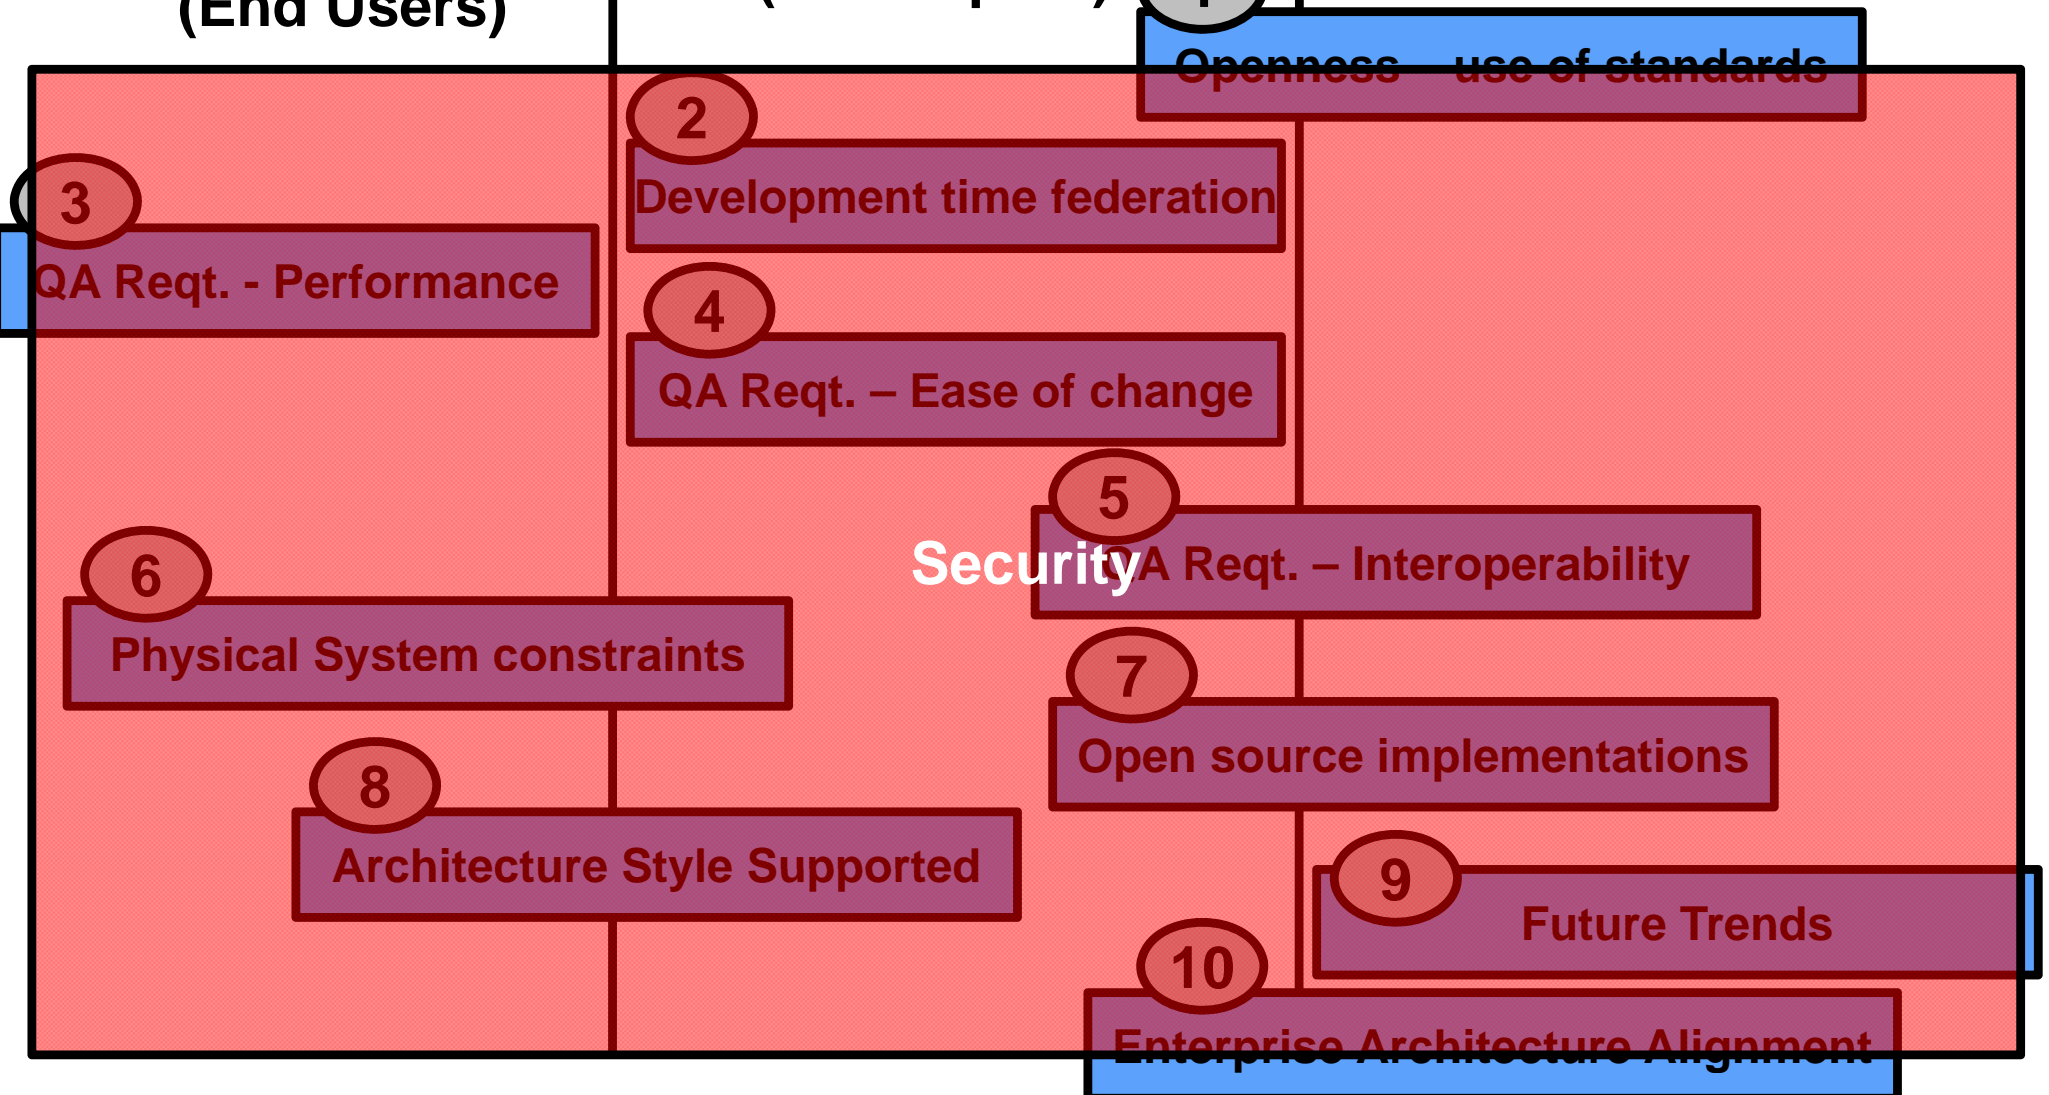 (End Users)
Openness – use of standards
2
Development time federation
3
QA Reqt. - Performance
4
QA Reqt. – Ease of change
5
Security
QA Reqt. – Interoperability
6
Physical System constraints
7
Open source implementations
8
Architecture Style Supported
9
Future Trends
10
Enterprise Architecture Alignment